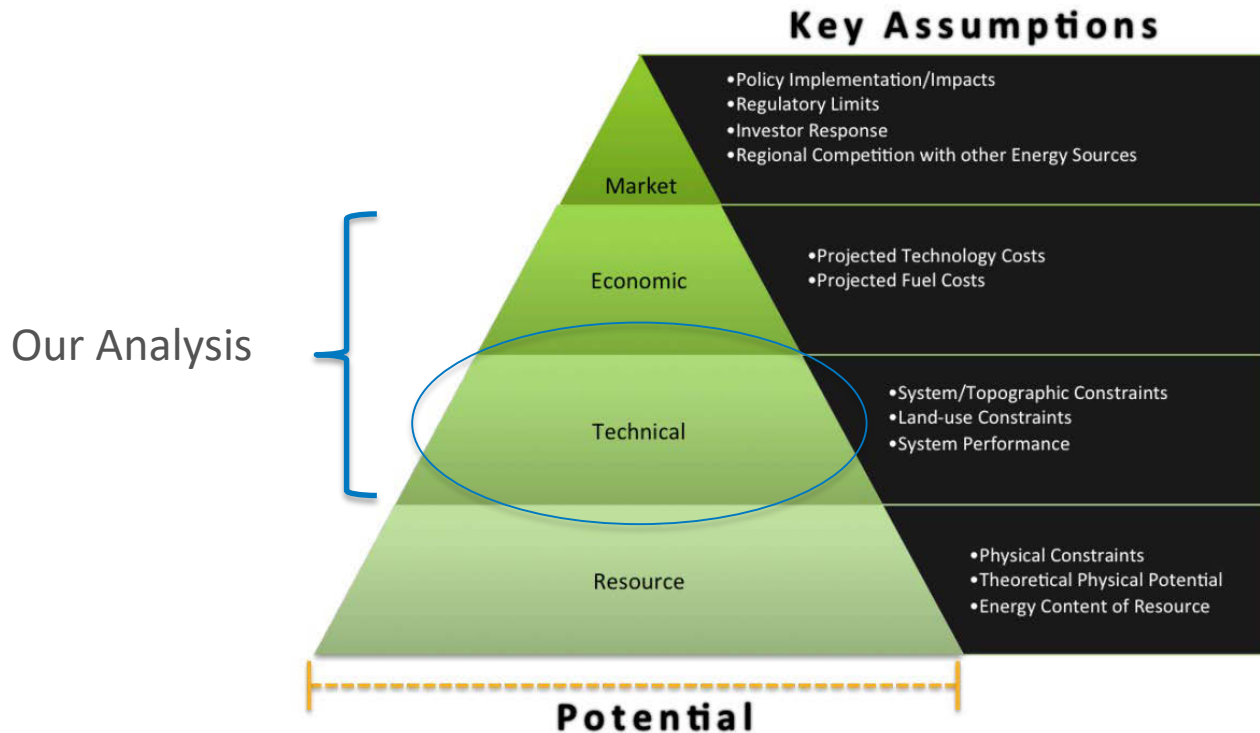 Key Assumptions
•Policy Implementation/Impacts
•Regulatory Limits
•Investor Response
•Regional Competition with other Energy Sources
Market
Economic
•Projected Technology Costs
•Projected Fuel Costs
Our Analysis
Technical
•System/Topographic Constraints
•Land-use Constraints
•System Performance
Resource
•Physical Constraints
•Theoretical Physical Potential
•Energy Content of Resource
Potential